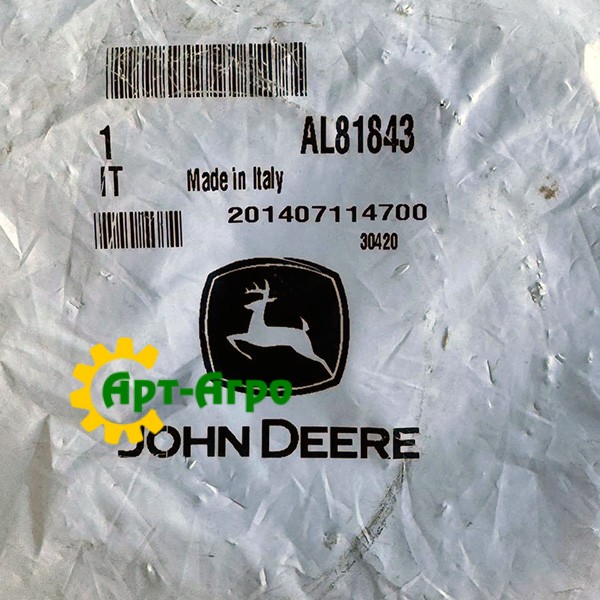 1 AL81843
IT Made in Italy
201407114700
30420
Арт-Агро
JOHN DEERE